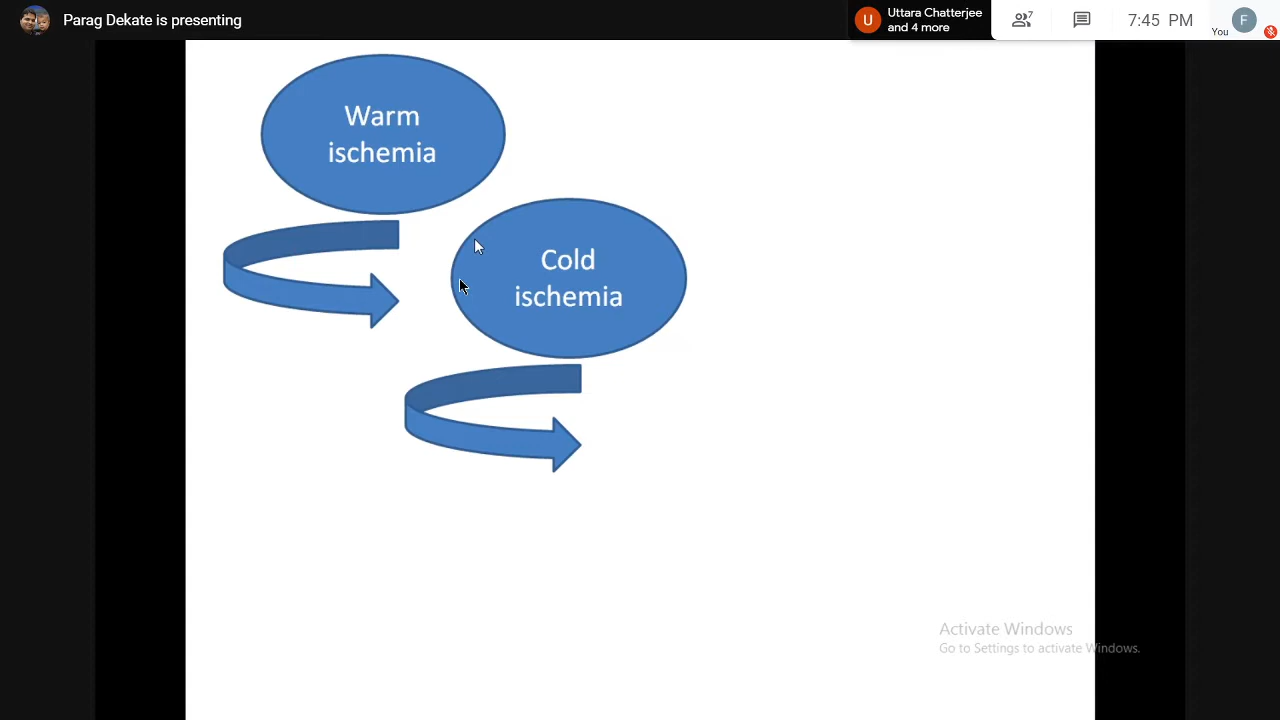 Parag Dekate is presenting
U
Uttara Chatterjee
and 4 more
7
7:45 PM
You
F
Warm
ischemia
Cold
ischemia
Activate Windows
Go to Settings to activate Windows.